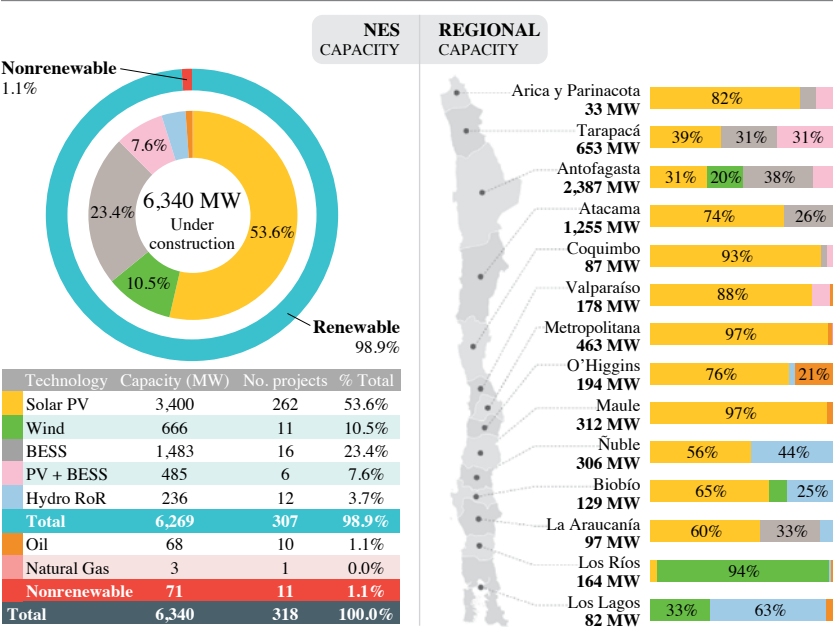 NES
CAPACITY
REGIONAL
CAPACITY
Nonrenewable
1.1%
7.6%
23.4%
6,340 MW
Under
construction
53.6%
10.5%
Renewable
98.9%
Technology Capacity (MW) No. projects % Total
Solar PV 3,400 262 53.6%
Wind 666 11 10.5%
BESS 1,483 16 23.4%
PV + BESS 485 6 7.6%
Hydro RoR 236 12 3.7%
Total 6,269 307 98.9%
Oil 68 10 1.1%
Natural Gas 3 1 0.0%
Nonrenewable 71 11 1.1%
Total 6,340 318 100.0%
Arica y Parinacota
33 MW
82%
Tarapacá
653 MW
39% 31% 31%
Antofagasta
2,387 MW
31% 20% 38%
Atacama
1,255 MW
74% 26%
Coquimbo
87 MW
93%
Valparaíso
178 MW
88%
Metropolitana
463 MW
97%
O'Higgins
194 MW
76% 21%
Maule
312 MW
97%
Ñuble
306 MW
56% 44%
Biobío
129 MW
65% 25%
La Araucanía
97 MW
60% 33%
Los Ríos
164 MW
94%
Los Lagos
82 MW
33% 63%